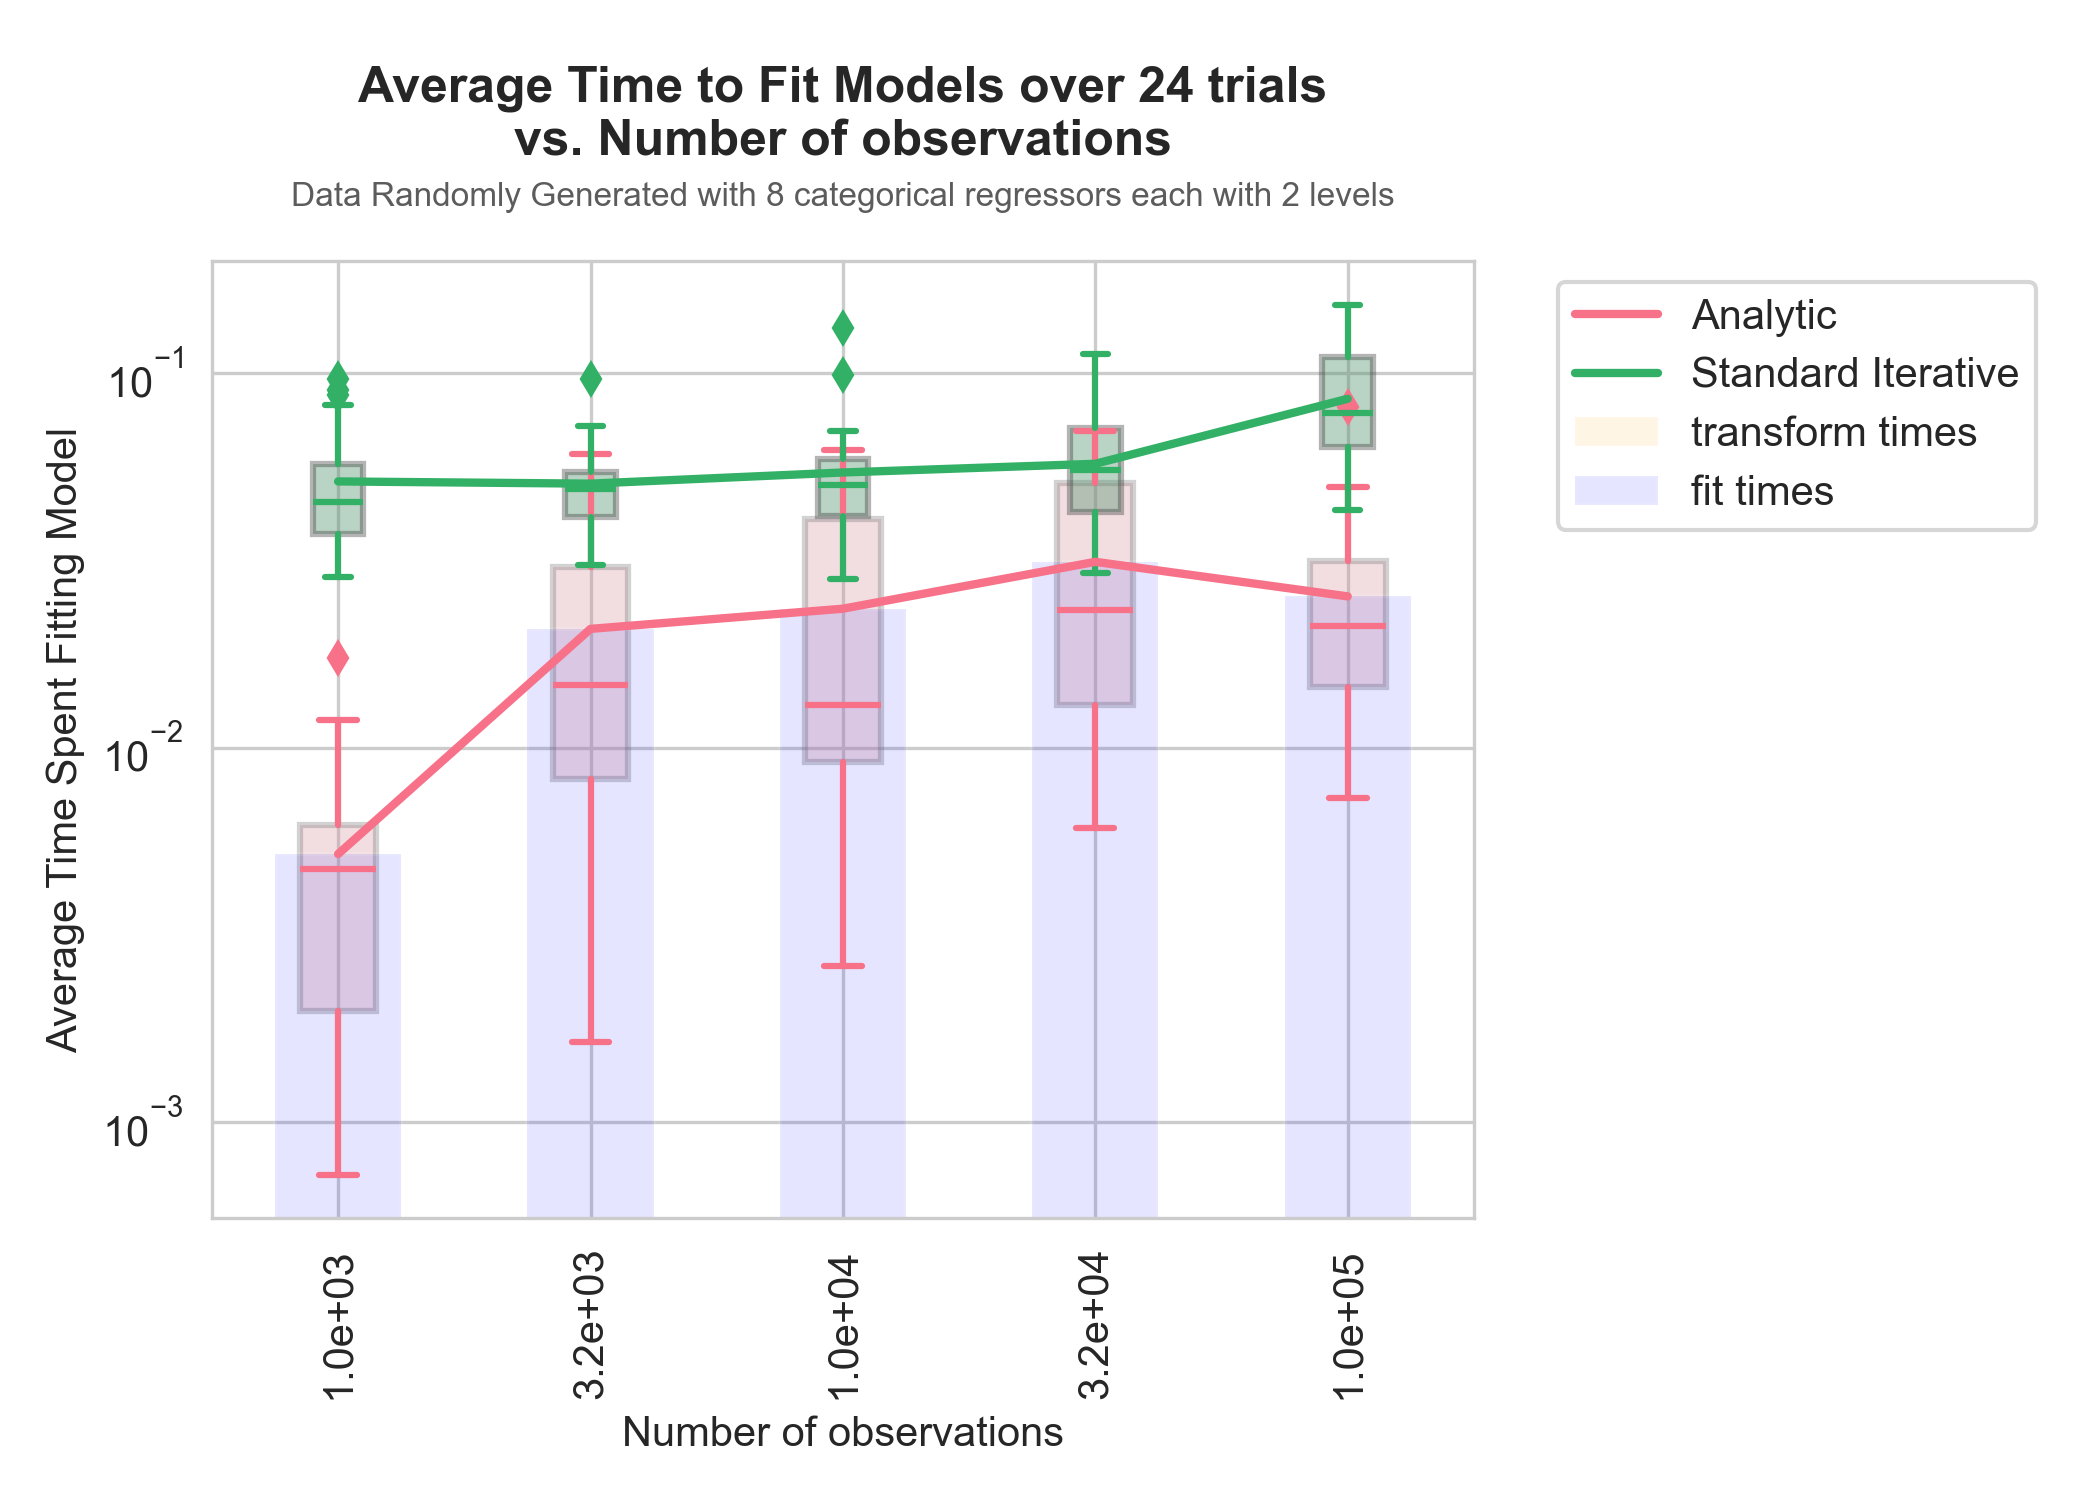 Average Time to Fit Models over 24 trials
vs. Number of observations
Data Randomly Generated with 8 categorical regressors each with 2 levels
Average Time Spent Fitting Model
10⁻¹
10⁻²
10⁻³
1.0e+03
3.2e+03
1.0e+04
3.2e+04
1.0e+05
Number of observations
Analytic
Standard Iterative
transform times
fit times